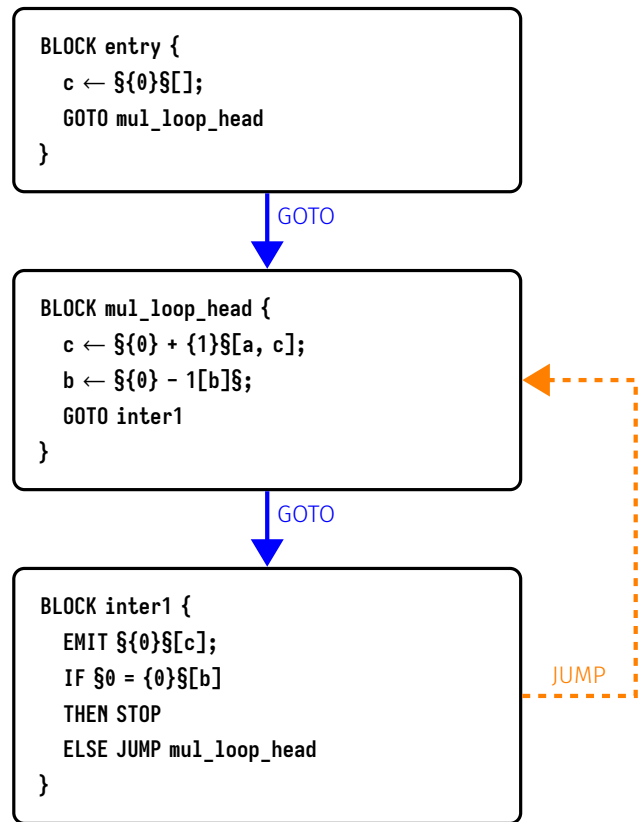 BLOCK entry {
c ← §{0}§[];
GOTO mul_loop_head
}
GOTO
BLOCK mul_loop_head {
c ← §{0} + {1}§[a, c];
b ← §{0} - 1[b]§;
GOTO inter1
}
GOTO
BLOCK inter1 {
EMIT §{0}§[c];
IF §0 = {0}§[b]
THEN STOP
ELSE JUMP mul_loop_head
}
JUMP